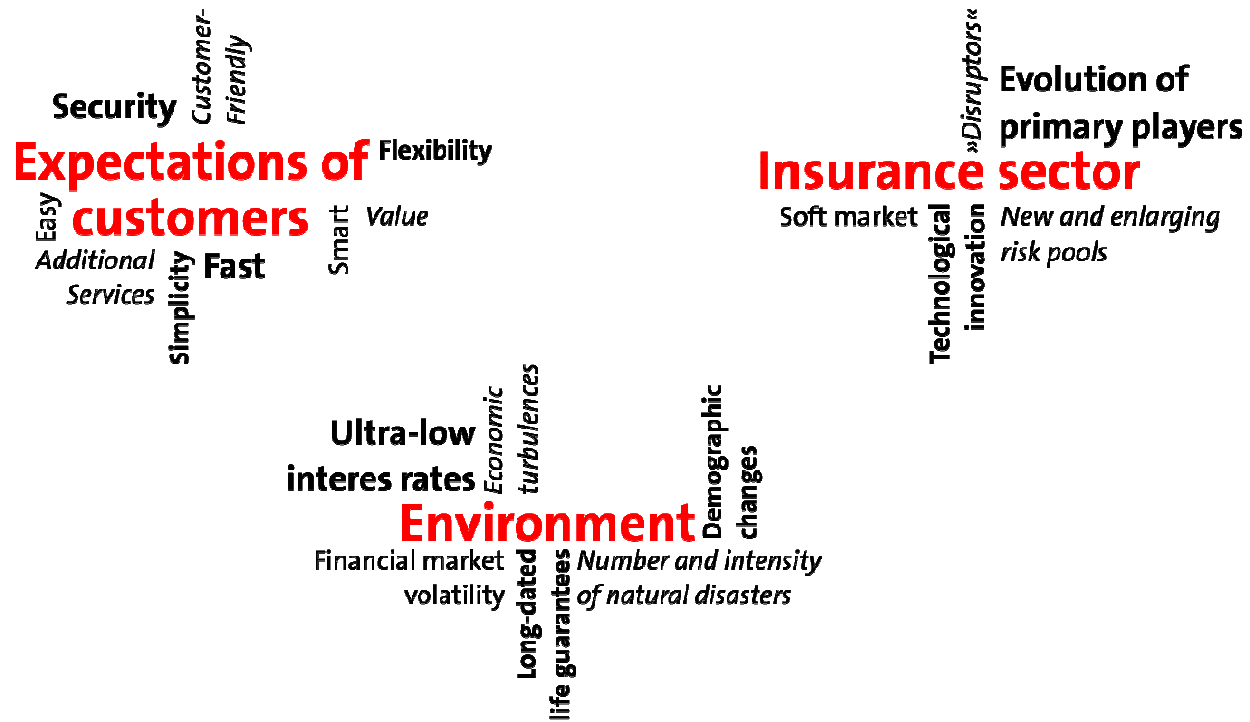 Customer-
Friendly
Security
Expectations of
customers
Flexibility
Easy
Smart
Value
Additional
Services
Simplicity
Fast
»Disruptors«
Evolution of
primary players
Insurance sector
Soft market
Technological
innovation
New and enlarging
risk pools
Ultra-low
interes rates
Economic
turbulences
Demographic
changes
Environment
Financial market
volatility
Long-dated
life guarantees
Number and intensity
of natural disasters